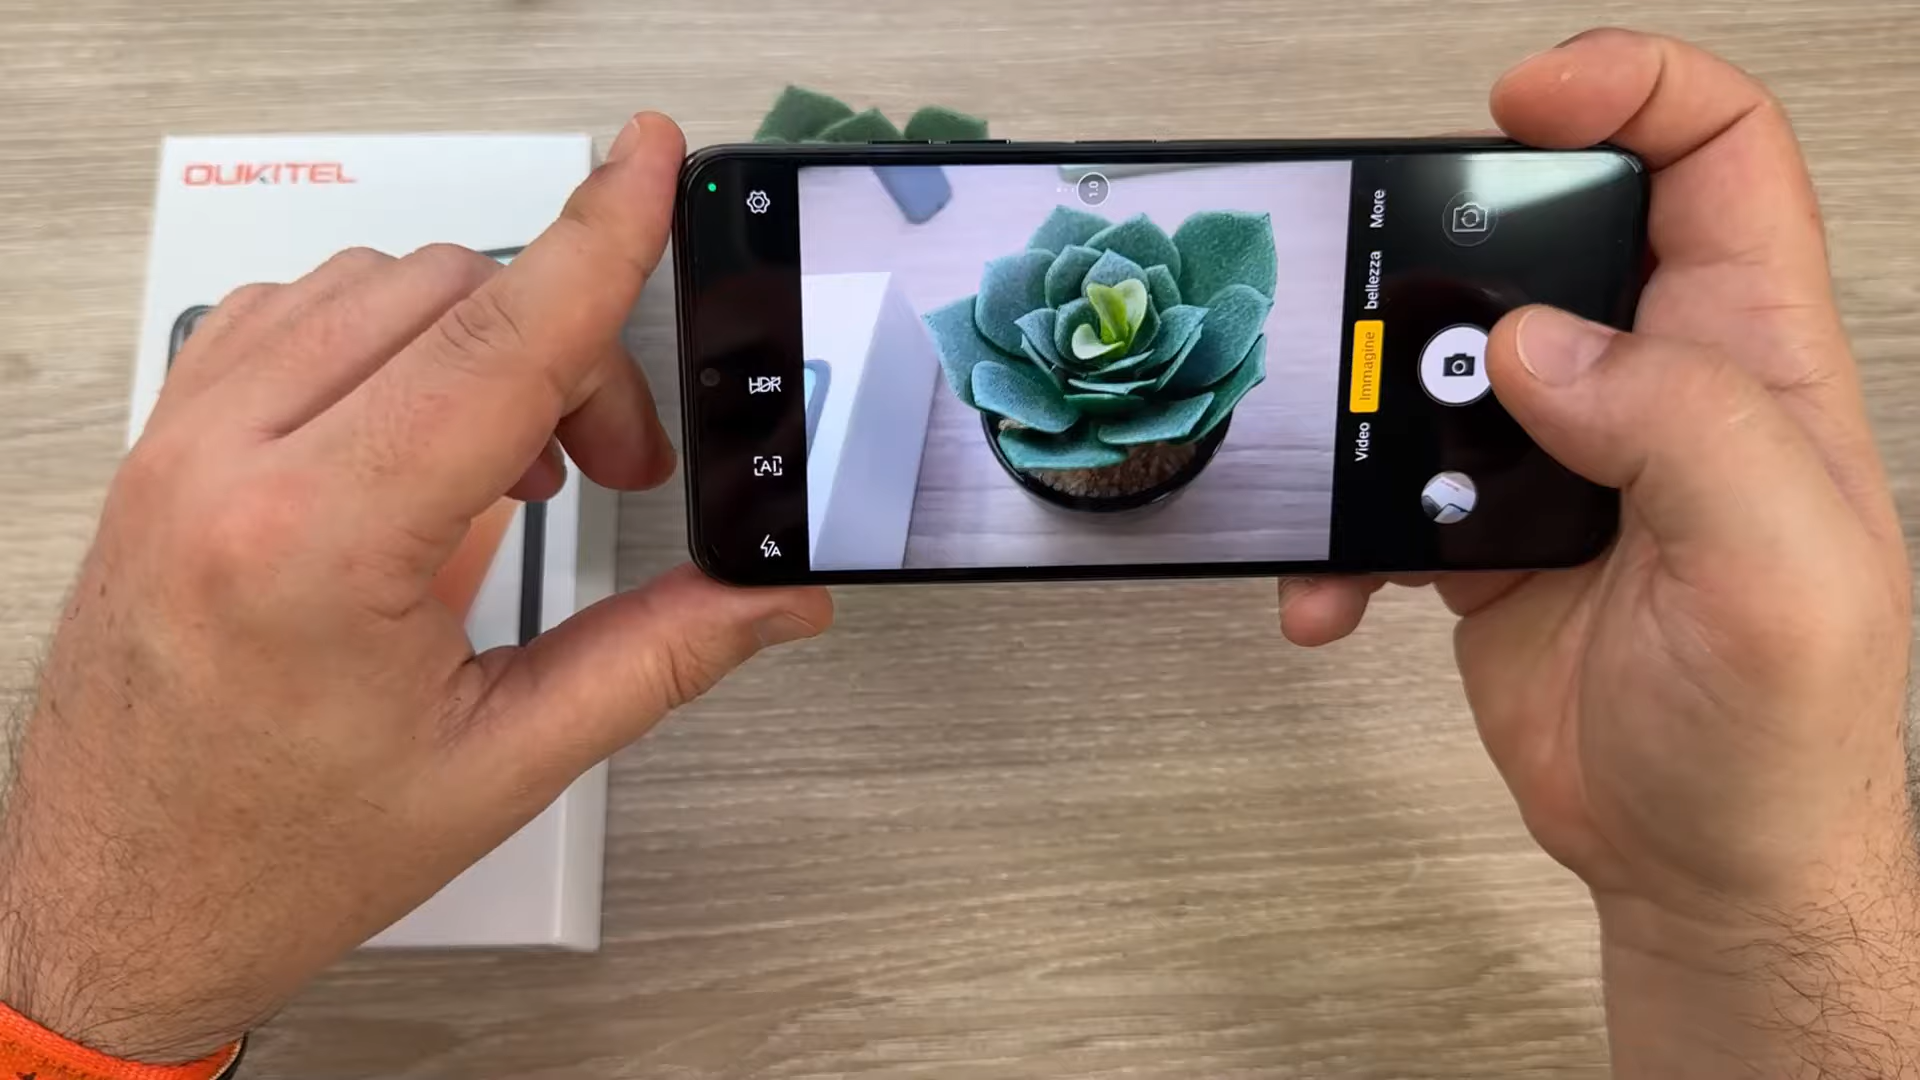 OUKITEL
1.0
HDR
AI
A
More
bellezza
Immagine
Video